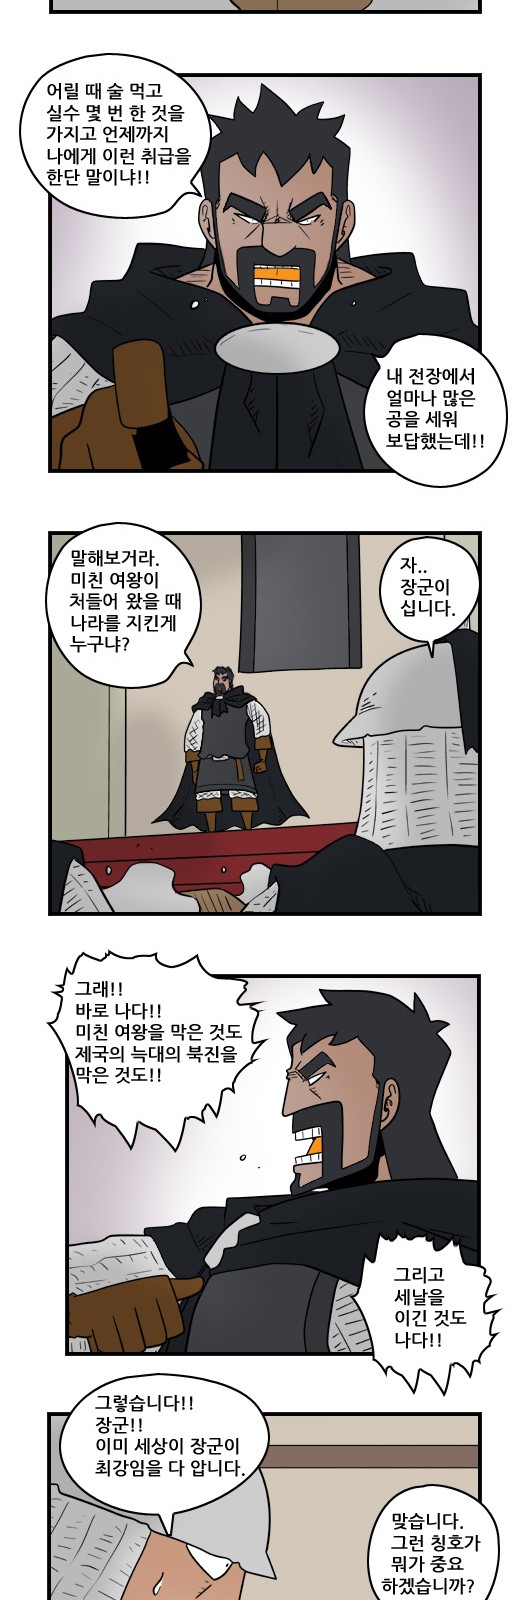 어릴 때 술 먹고
실수 몇 번 한 것을
가지고 언제까지
나에게 이런 취급을
한단 말이냐!!
내 전장에서
얼마나 많은
공을 세워
보답했는데!!
말해보거라.
미친 여왕이
처들어 왔을 때
나라를 지킨게
누구냐?
자..
장군이
십니다.
그래!!
바로 나다!!
미친 여왕을 막은 것도
제국의 늑대의 북진을
막은 것도!!
그리고
세날을
이긴 것도
나다!!
그렇습니다!!
장군!!
이미 세상이 장군이
최강임을 다 압니다.
맞습니다.
그런 칭호가
뭐가 중요
하겠습니까?